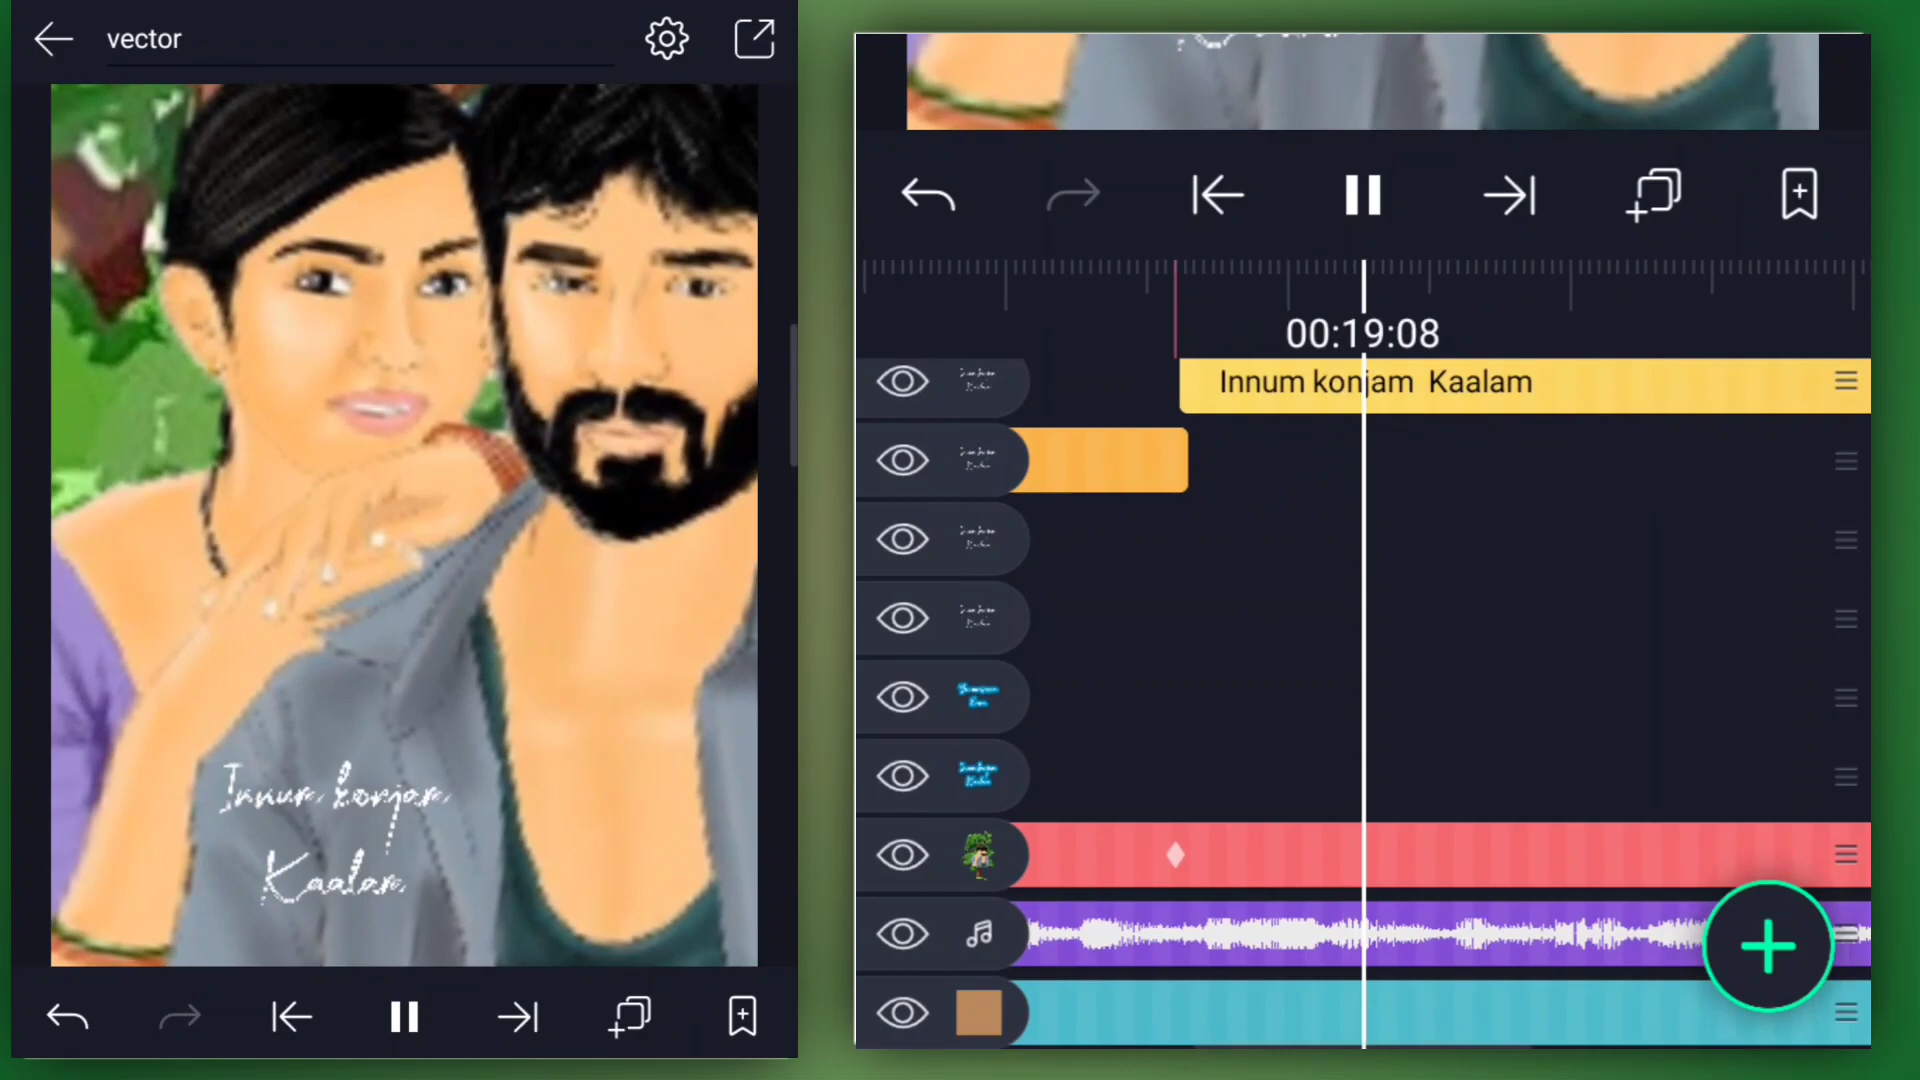 vector
Innum konjam
Kaalam
00:19:08
Innum konjam Kaalam